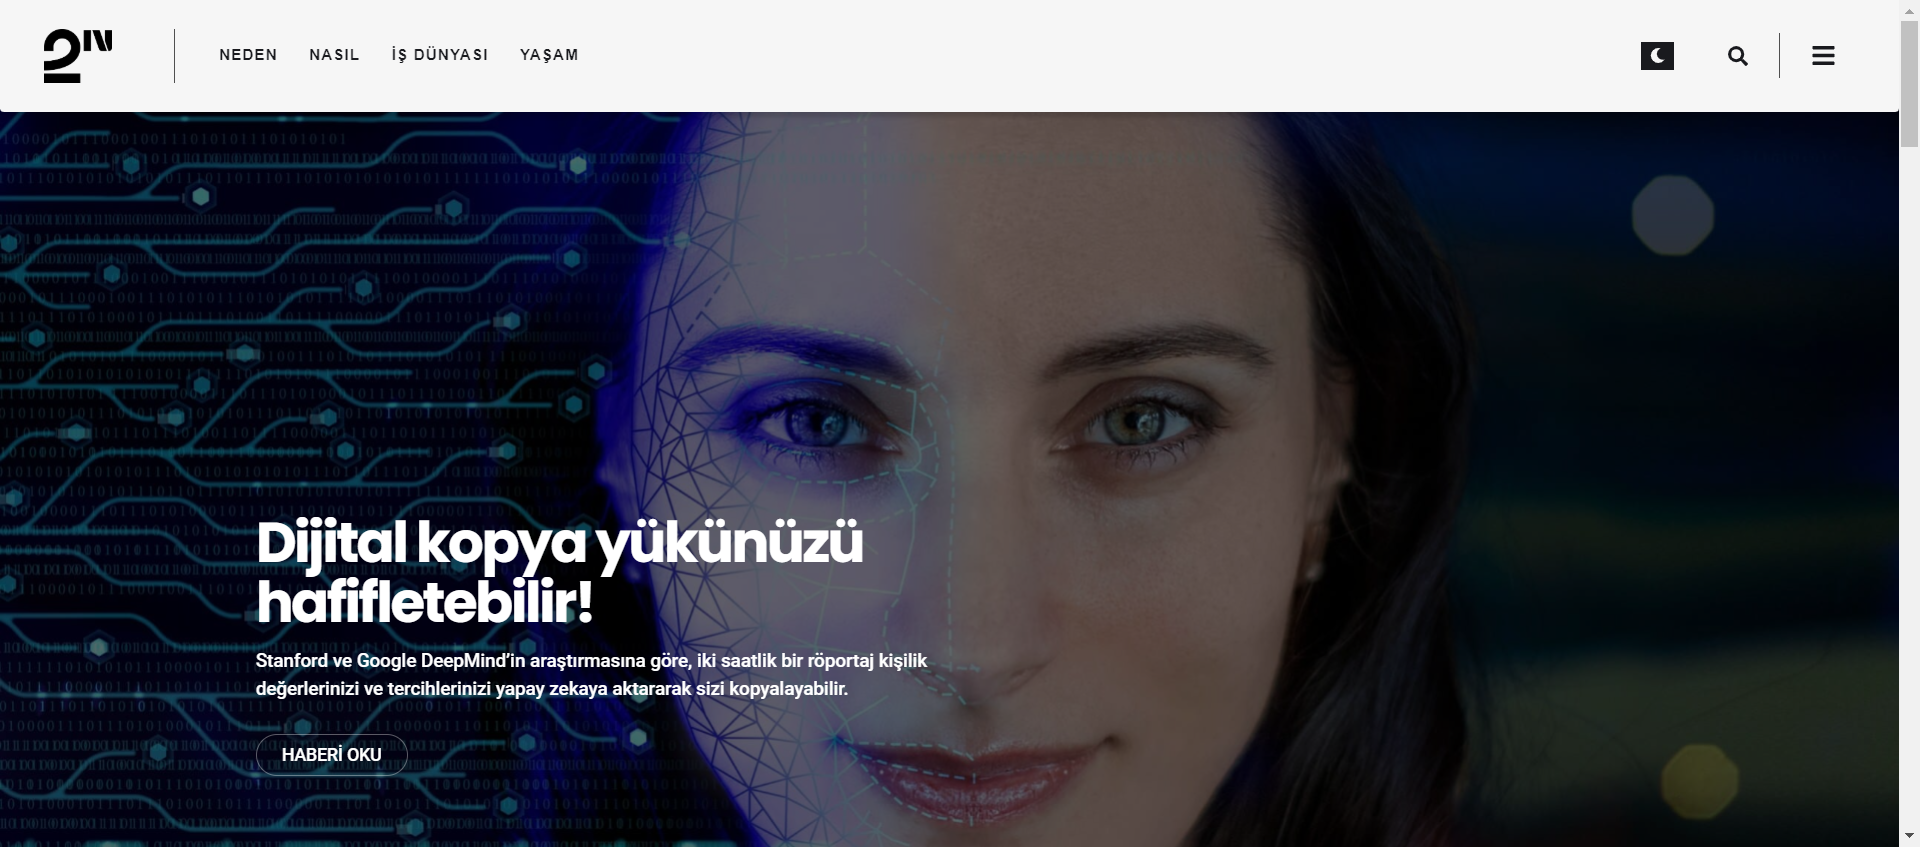 2N
NEDEN NASIL İŞ DÜNYASI YAŞAM
Dijital kopya yükünüzü
hafifletebilir!
Stanford ve Google DeepMind’in araştırmasına göre, iki saatlik bir röportaj kişilik
değerlerinizi ve tercihlerinizi yapay zekaya aktararak sizi kopyalayabilir.
HABERİ OKU